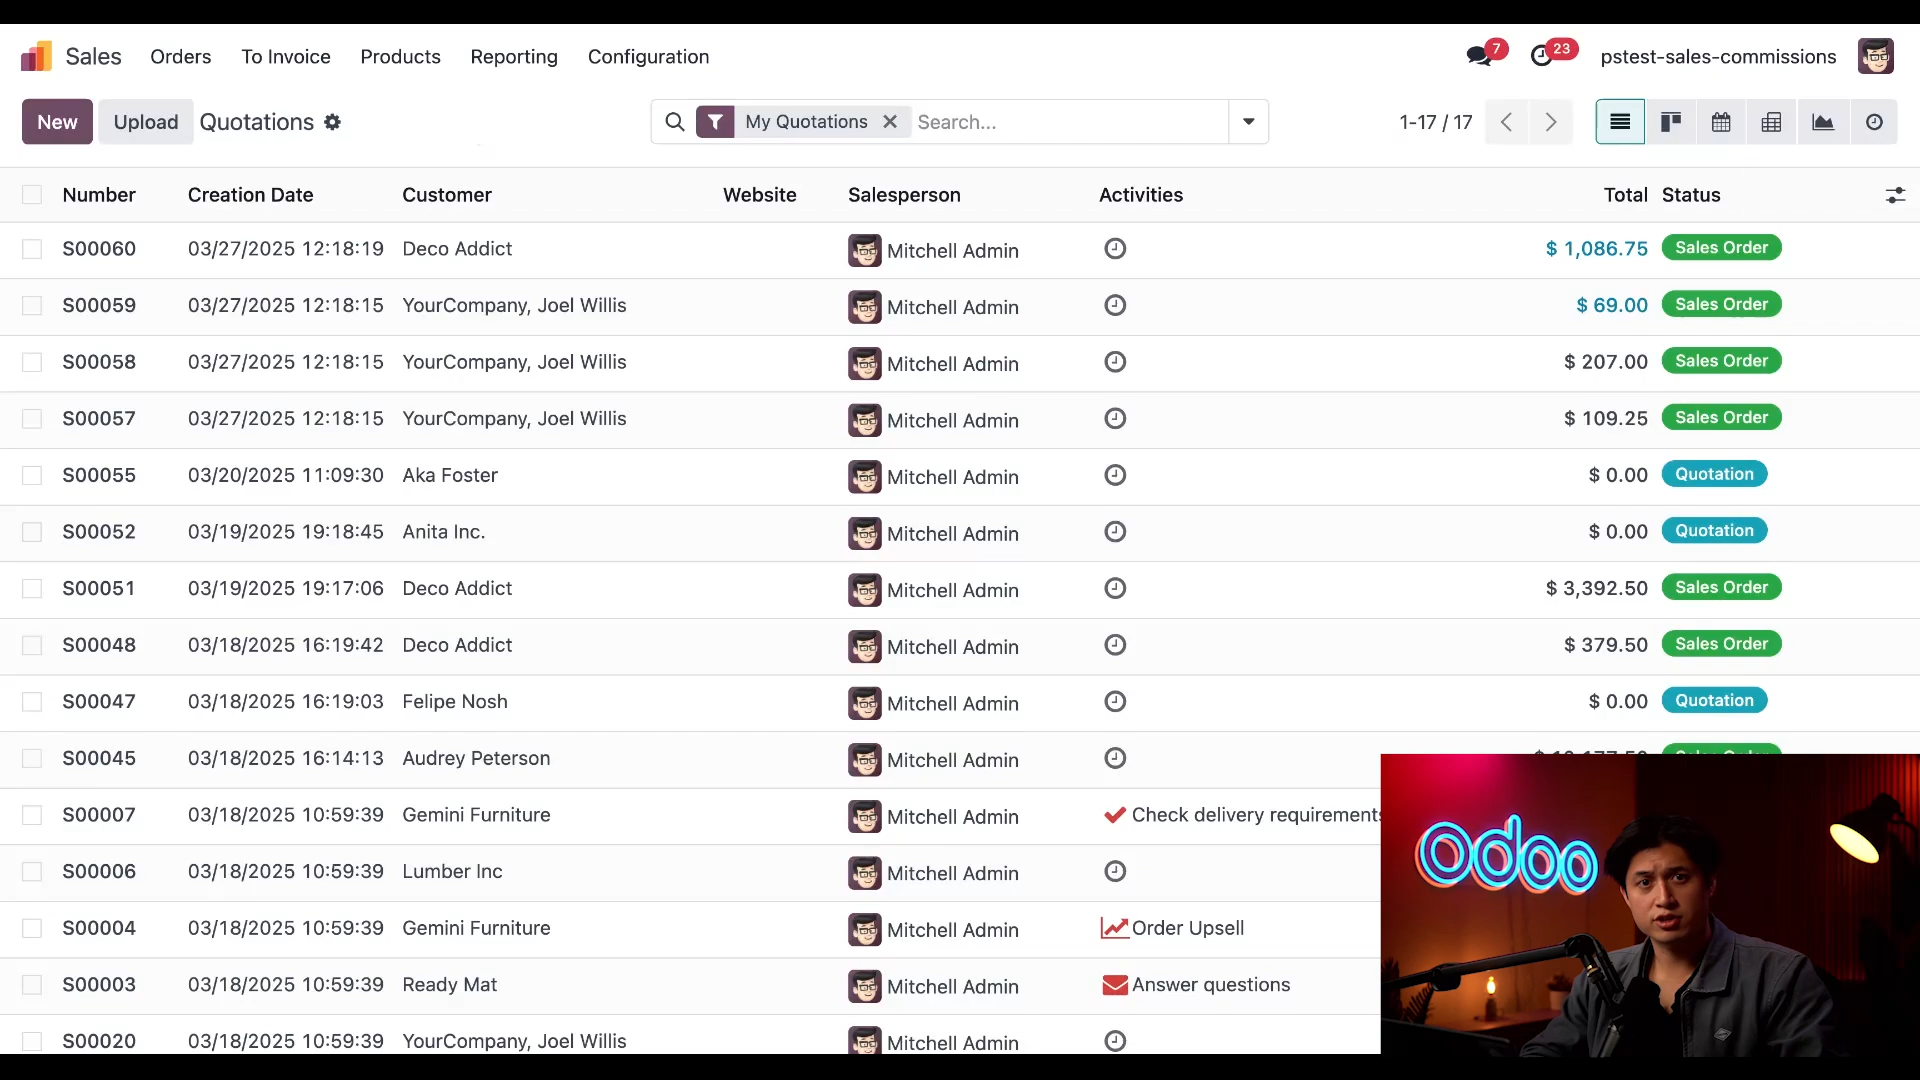 Sales Orders To Invoice Products Reporting Configuration 7 23 pstest-sales-commissions
New Upload Quotations My Quotations Search... 1-17 / 17
Number Creation Date Customer Website Salesperson Activities Total Status
S00060 03/27/2025 12:18:19 Deco Addict Mitchell Admin $ 1,086.75 Sales Order
S00059 03/27/2025 12:18:15 YourCompany, Joel Willis Mitchell Admin $ 69.00 Sales Order
S00058 03/27/2025 12:18:15 YourCompany, Joel Willis Mitchell Admin $ 207.00 Sales Order
S00057 03/27/2025 12:18:15 YourCompany, Joel Willis Mitchell Admin $ 109.25 Sales Order
S00055 03/20/2025 11:09:30 Aka Foster Mitchell Admin $ 0.00 Quotation
S00052 03/19/2025 19:18:45 Anita Inc. Mitchell Admin $ 0.00 Quotation
S00051 03/19/2025 19:17:06 Deco Addict Mitchell Admin $ 3,392.50 Sales Order
S00048 03/18/2025 16:19:42 Deco Addict Mitchell Admin $ 379.50 Sales Order
S00047 03/18/2025 16:19:03 Felipe Nosh Mitchell Admin $ 0.00 Quotation
S00045 03/18/2025 16:14:13 Audrey Peterson Mitchell Admin
S00007 03/18/2025 10:59:39 Gemini Furniture Mitchell Admin Check delivery requirements
S00006 03/18/2025 10:59:39 Lumber Inc Mitchell Admin
S00004 03/18/2025 10:59:39 Gemini Furniture Mitchell Admin Order Upsell
S00003 03/18/2025 10:59:39 Ready Mat Mitchell Admin Answer questions
S00020 03/18/2025 10:59:39 YourCompany, Joel Willis Mitchell Admin
odoo